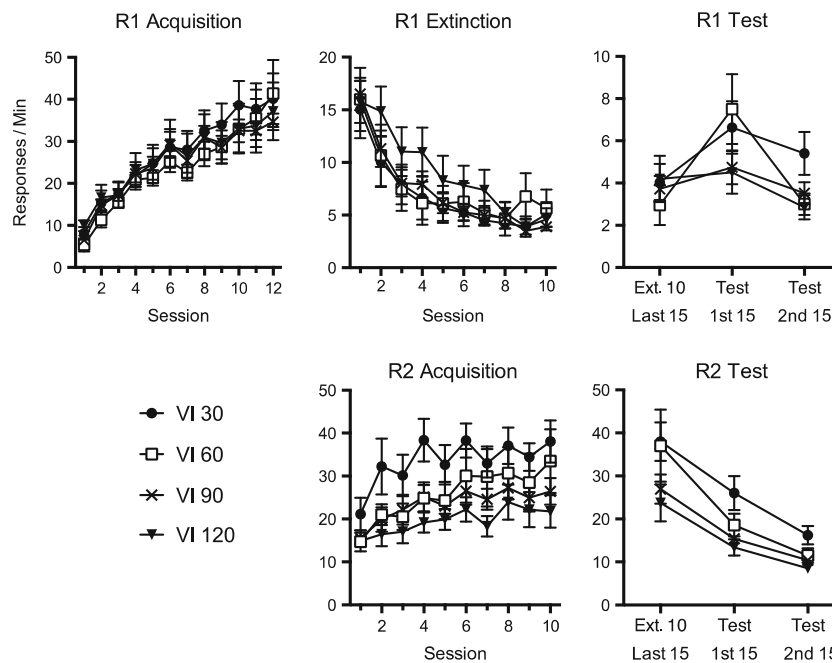 R1 Acquisition
R1 Extinction
R1 Test
Responses / Min
50
40
30
20
10
0
2 4 6 8 10 12
Session
20
15
10
5
0
2 4 6 8 10
Session
10
8
6
4
2
0
Ext. 10 Test Test
Last 15 1st 15 2nd 15
R2 Acquisition
R2 Test
VI 30
VI 60
VI 90
VI 120
50
40
30
20
10
0
2 4 6 8 10
Session
50
40
30
20
10
0
Ext. 10 Test Test
Last 15 1st 15 2nd 15